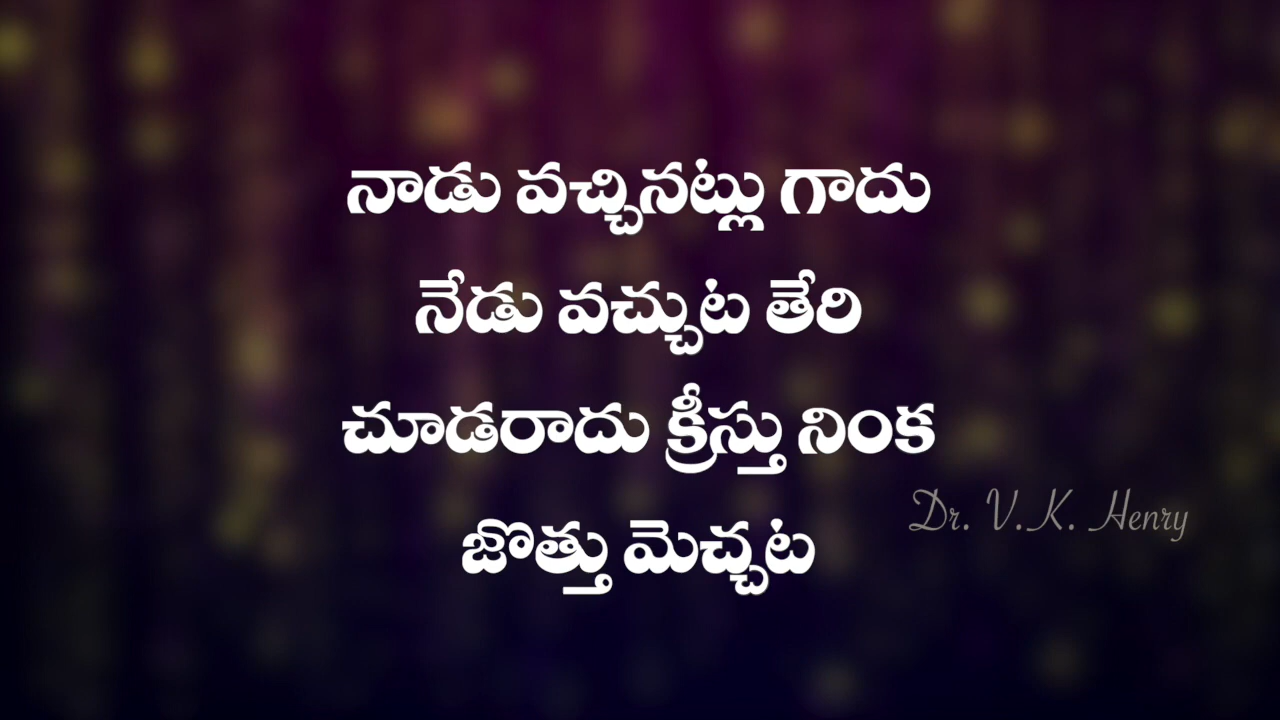 నాడు వచ్చినట్లు గాదు
నేడు వచ్చుట తేరి
చూడరాదు క్రీస్తు నింక
జొత్తు మెచ్చట
Dr. V.K. Henry